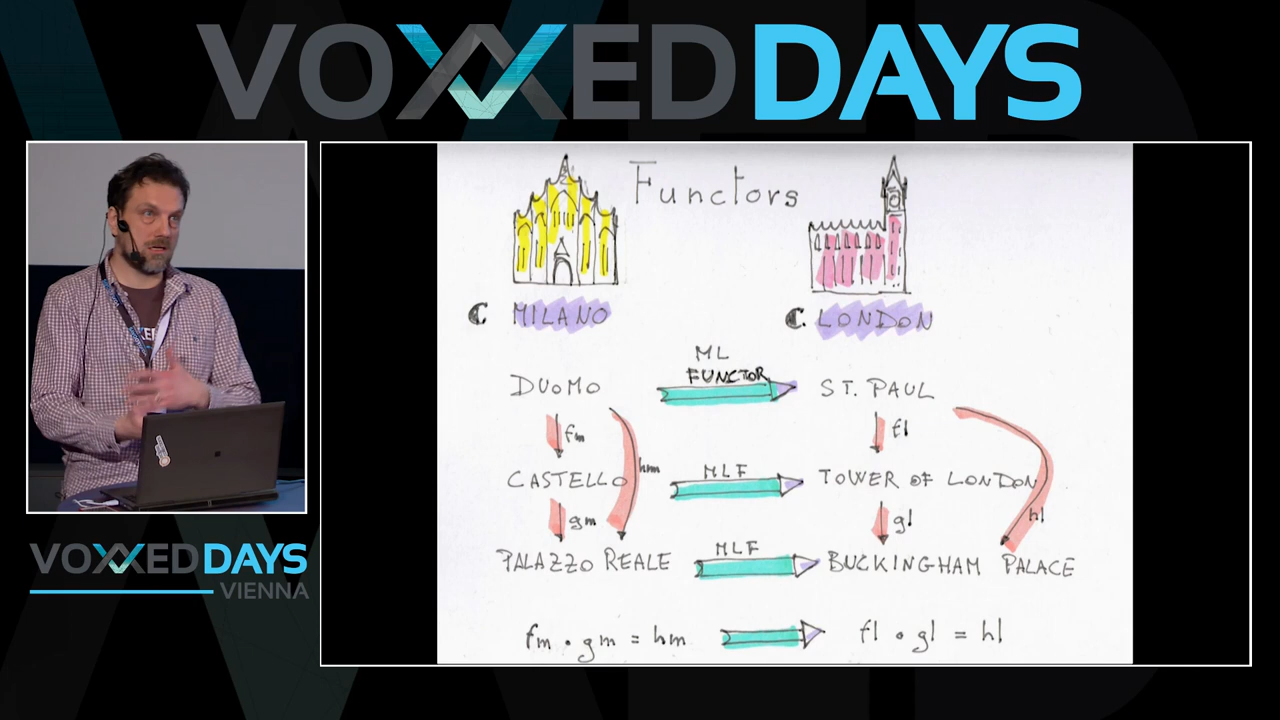 VOXXED DAYS
Functors
C MILANO
C. LONDON
ML
FUNCTOR
DUOMO
ST. PAUL
fm
fl
hm
CASTELLO
MLF
TOWER OF LONDON
gm
gl
hl
PALAZZO REALE
MLF
BUCKINGHAM PALACE
fm . gm = hm
fl . gl = hl
VOXXED DAYS
VIENNA